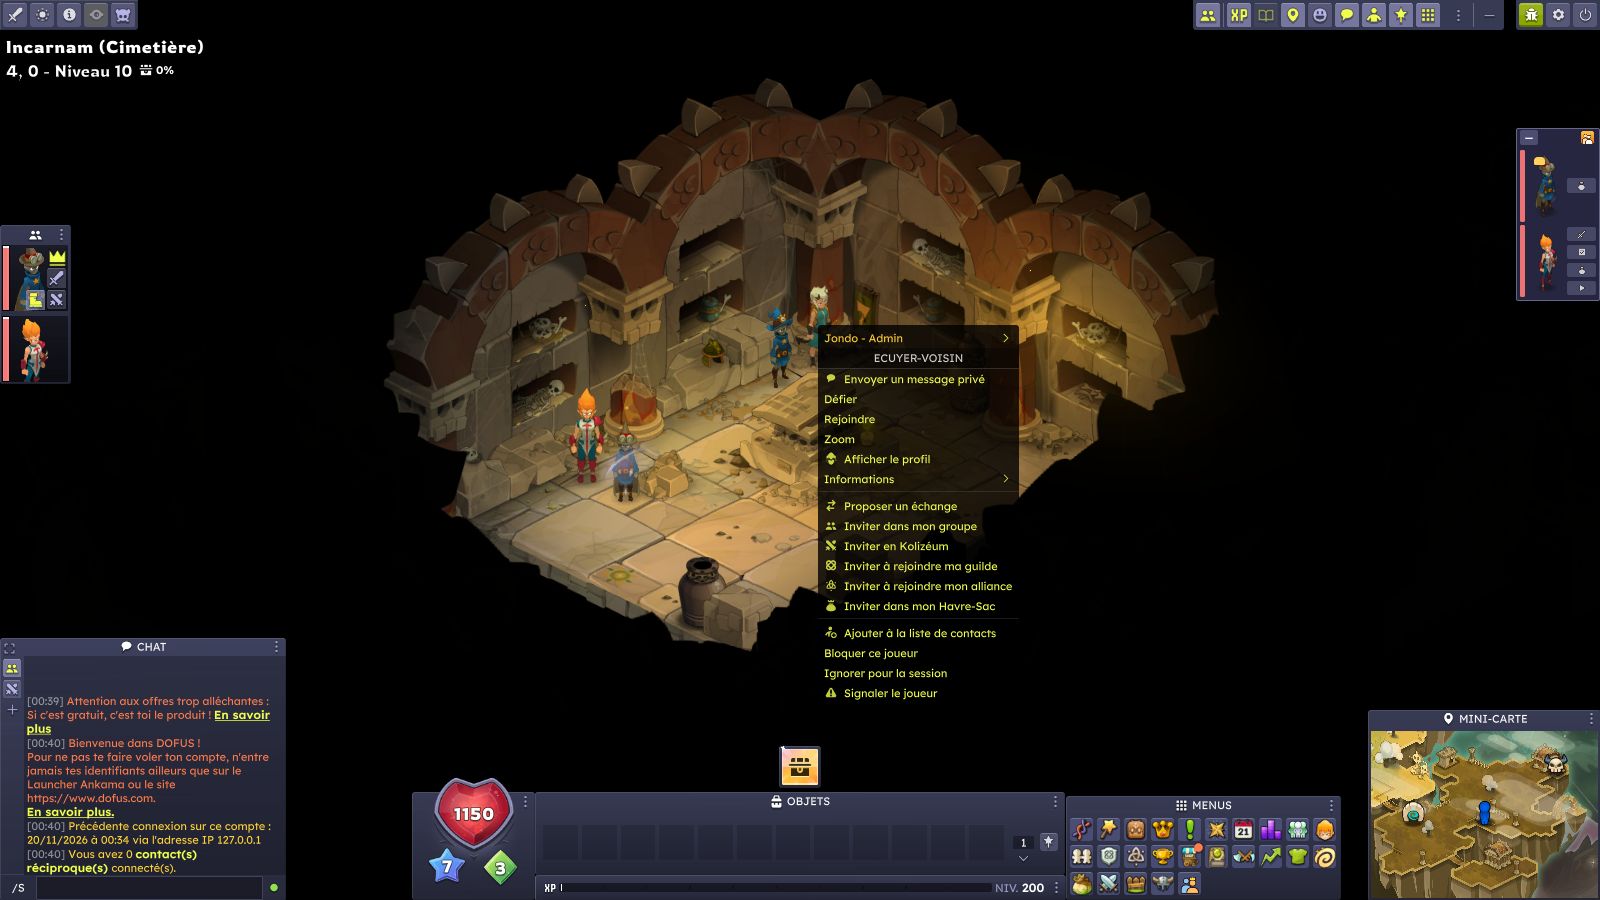 XP
Incarnam (Cimetière)
4, 0 - Niveau 10 0%
Jondo - Admin
ECUYER-VOISIN
Envoyer un message privé
Défier
Rejoindre
Zoom
Afficher le profil
Informations
Proposer un échange
Inviter dans mon groupe
Inviter en Kolizéum
Inviter à rejoindre ma guilde
Inviter à rejoindre mon alliance
Inviter dans mon Havre-Sac
Ajouter à la liste de contacts
Bloquer ce joueur
Ignorer pour la session
Signaler le joueur
CHAT
[00:39] Attention aux offres trop alléchantes :
Si c'est gratuit, c'est toi le produit ! En savoir
plus
[00:40] Bienvenue dans DOFUS !
Pour ne pas te faire voler ton compte, n'entre
jamais tes identifiants ailleurs que sur le
Launcher Ankama ou le site
https://www.dofus.com.
En savoir plus.
[00:40] Précédente connexion sur ce compte :
20/11/2026 à 00:34 via l'adresse IP 127.0.0.1
[00:40] Vous avez 0 contact(s)
réciproque(s) connecté(s).
/S
1150
7
3
OBJETS
1
XP
NIV. 200
MENUS
21
MINI-CARTE